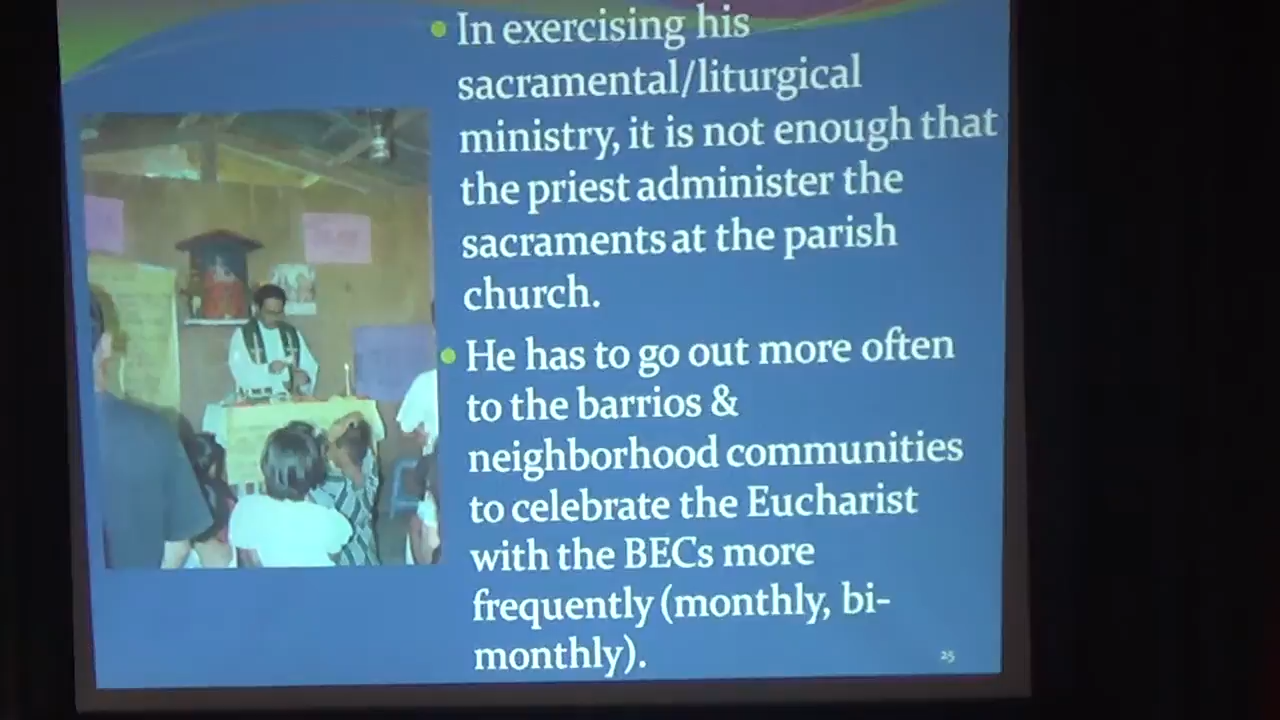 In exercising his
sacramental/liturgical
ministry, it is not enough that
the priest administer the
sacraments at the parish
church.
He has to go out more often
to the barrios &
neighborhood communities
to celebrate the Eucharist
with the BECs more
frequently (monthly, bi-
monthly).
25